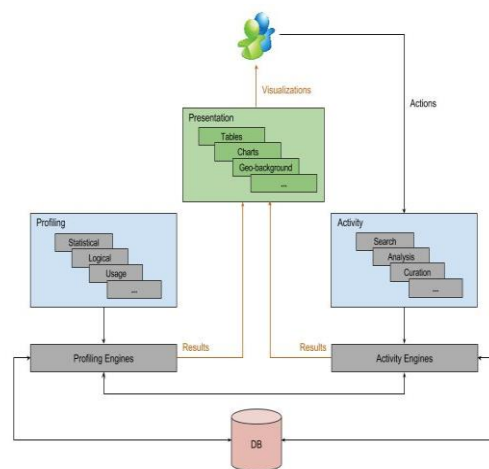 Visualizations
Actions
Presentation
Tables
Charts
Geo-background
...
Profiling
Statistical
Logical
Usage
...
Activity
Search
Analysis
Curation
...
Results
Results
Profiling Engines
Activity Engines
DB